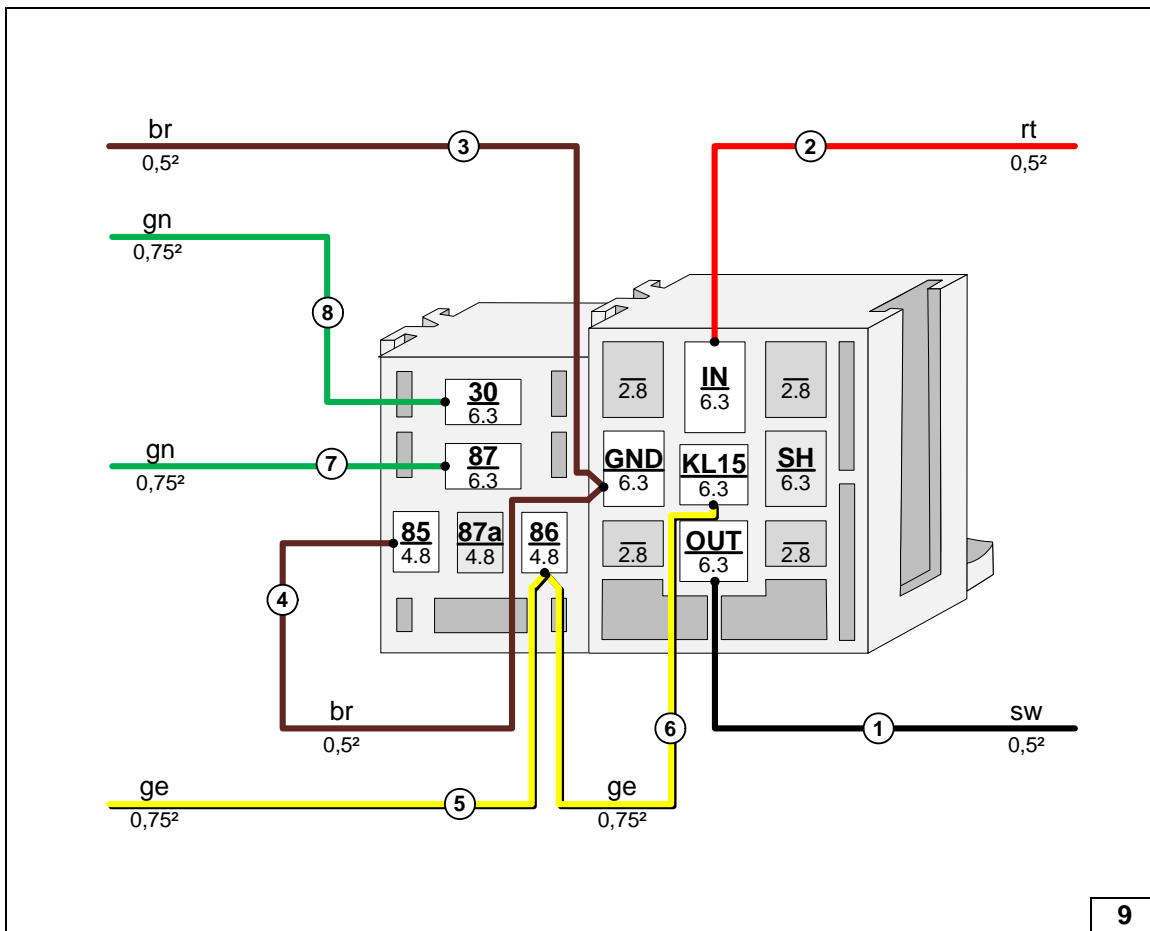 br
0,5²
3
2
rt
0,5²
gn
0,75²
8
30
6.3
gn
0,75²
7
87
6.3
85
4.8
87a
4.8
86
4.8
2.8
IN
6.3
2.8
GND
6.3
KL15
6.3
SH
6.3
2.8
OUT
6.3
2.8
4
br
0,5²
6
1
sw
0,5²
ge
0,75²
5
ge
0,75²
9